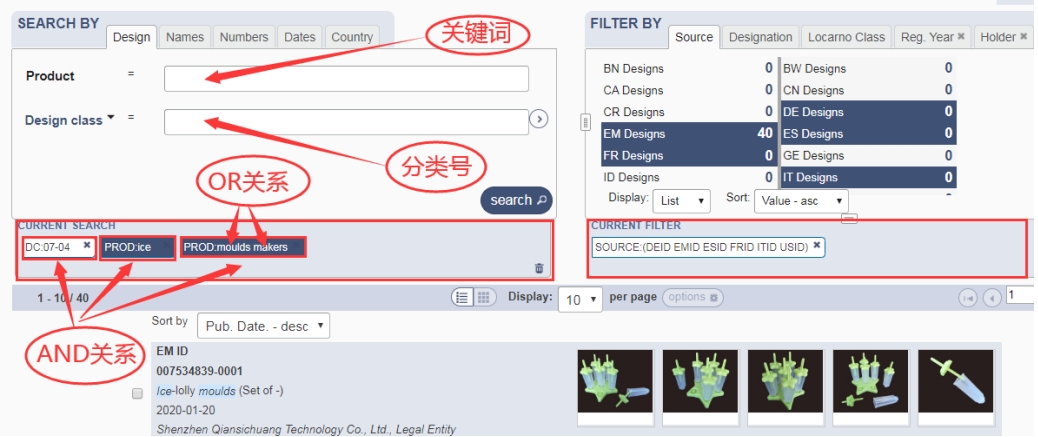 SEARCH BY
Design Names Numbers Dates Country
关键词
Product =
Design class =
分类号
OR关系
search
CURRENT SEARCH
DC:07-04 ✖ PROD:ice PROD:moulds makers ✖
AND关系
FILTER BY
Source Designation Locarno Class Reg. Year ✖ Holder ✖
BN Designs 0 BW Designs 0
CA Designs 0 CN Designs 0
CR Designs 0 DE Designs 0
EM Designs 40 ES Designs 0
FR Designs 0 GE Designs 0
ID Designs 0 IT Designs 0
Display: List Sort: Value - asc
CURRENT FILTER
SOURCE:(DEID EMID ESID FRID ITID USID) ✖
1 - 10 / 40 Display: 10 per page options 1
Sort by Pub. Date. - desc
EM ID
007534839-0001
Ice-lolly moulds (Set of -)
2020-01-20
Shenzhen Qiansichuang Technology Co., Ltd., Legal Entity